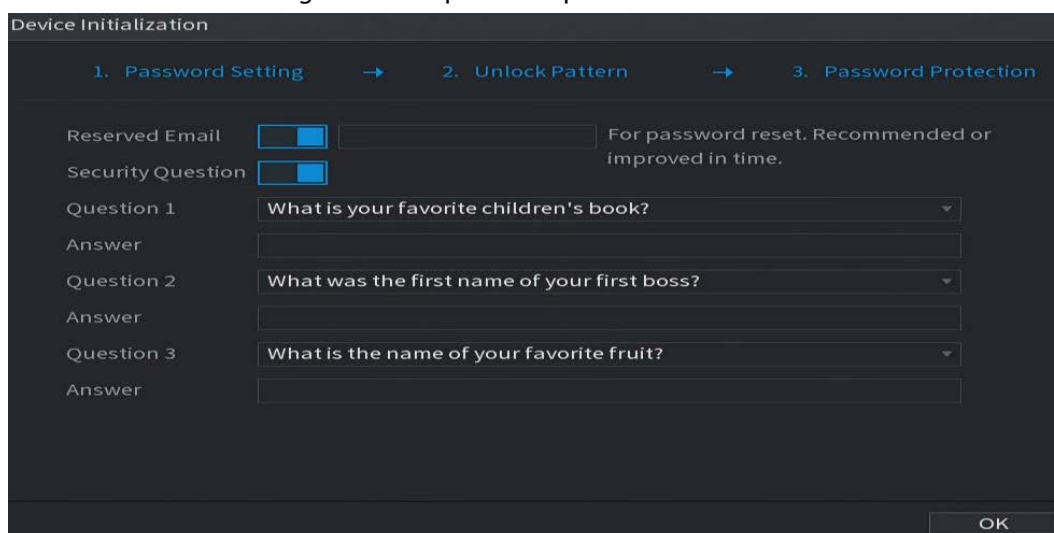 Device Initialization
1. Password Setting → 2. Unlock Pattern → 3. Password Protection
Reserved Email For password reset. Recommended or
improved in time.
Security Question
Question 1 What is your favorite children's book?
Answer
Question 2 What was the first name of your first boss?
Answer
Question 3 What is the name of your favorite fruit?
Answer
OK